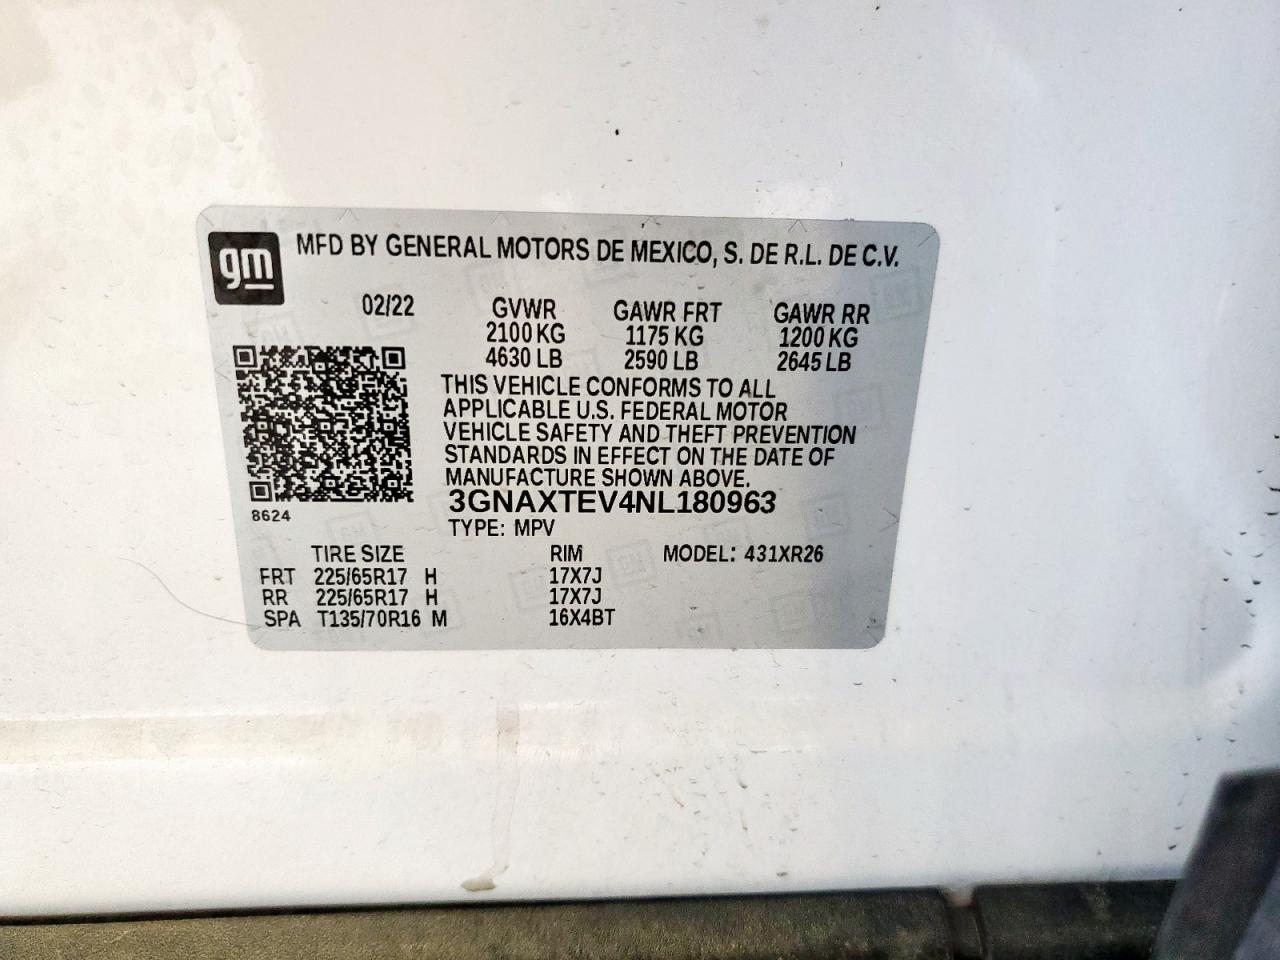 gm MFD BY GENERAL MOTORS DE MEXICO, S. DE R.L. DE C.V.
02/22 GVWR GAWR FRT GAWR RR
2100 KG 1175 KG 1200 KG
4630 LB 2590 LB 2645 LB
THIS VEHICLE CONFORMS TO ALL
APPLICABLE U.S. FEDERAL MOTOR
VEHICLE SAFETY AND THEFT PREVENTION
STANDARDS IN EFFECT ON THE DATE OF
MANUFACTURE SHOWN ABOVE.
3GNAXTEV4NL180963
8624
TYPE: MPV
TIRE SIZE RIM MODEL: 431XR26
FRT 225/65R17 H 17X7J
RR 225/65R17 H 17X7J
SPA T135/70R16 M 16X4BT